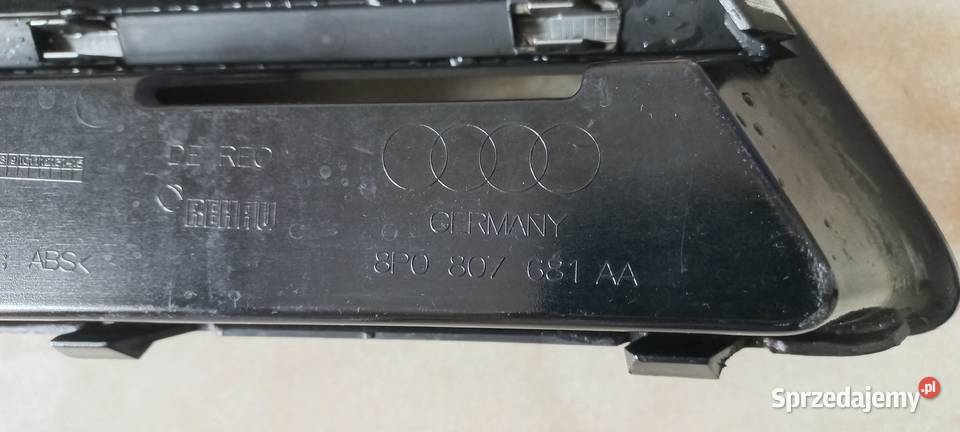 DE REO
REHAU
GERMANY
ABS<
8P0 807 681 AA
Sprzedajemy.pl